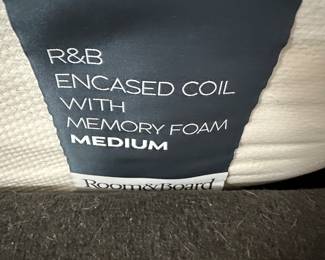 R&B
ENCASED COIL
WITH
MEMORY FOAM
MEDIUM
Room&Board